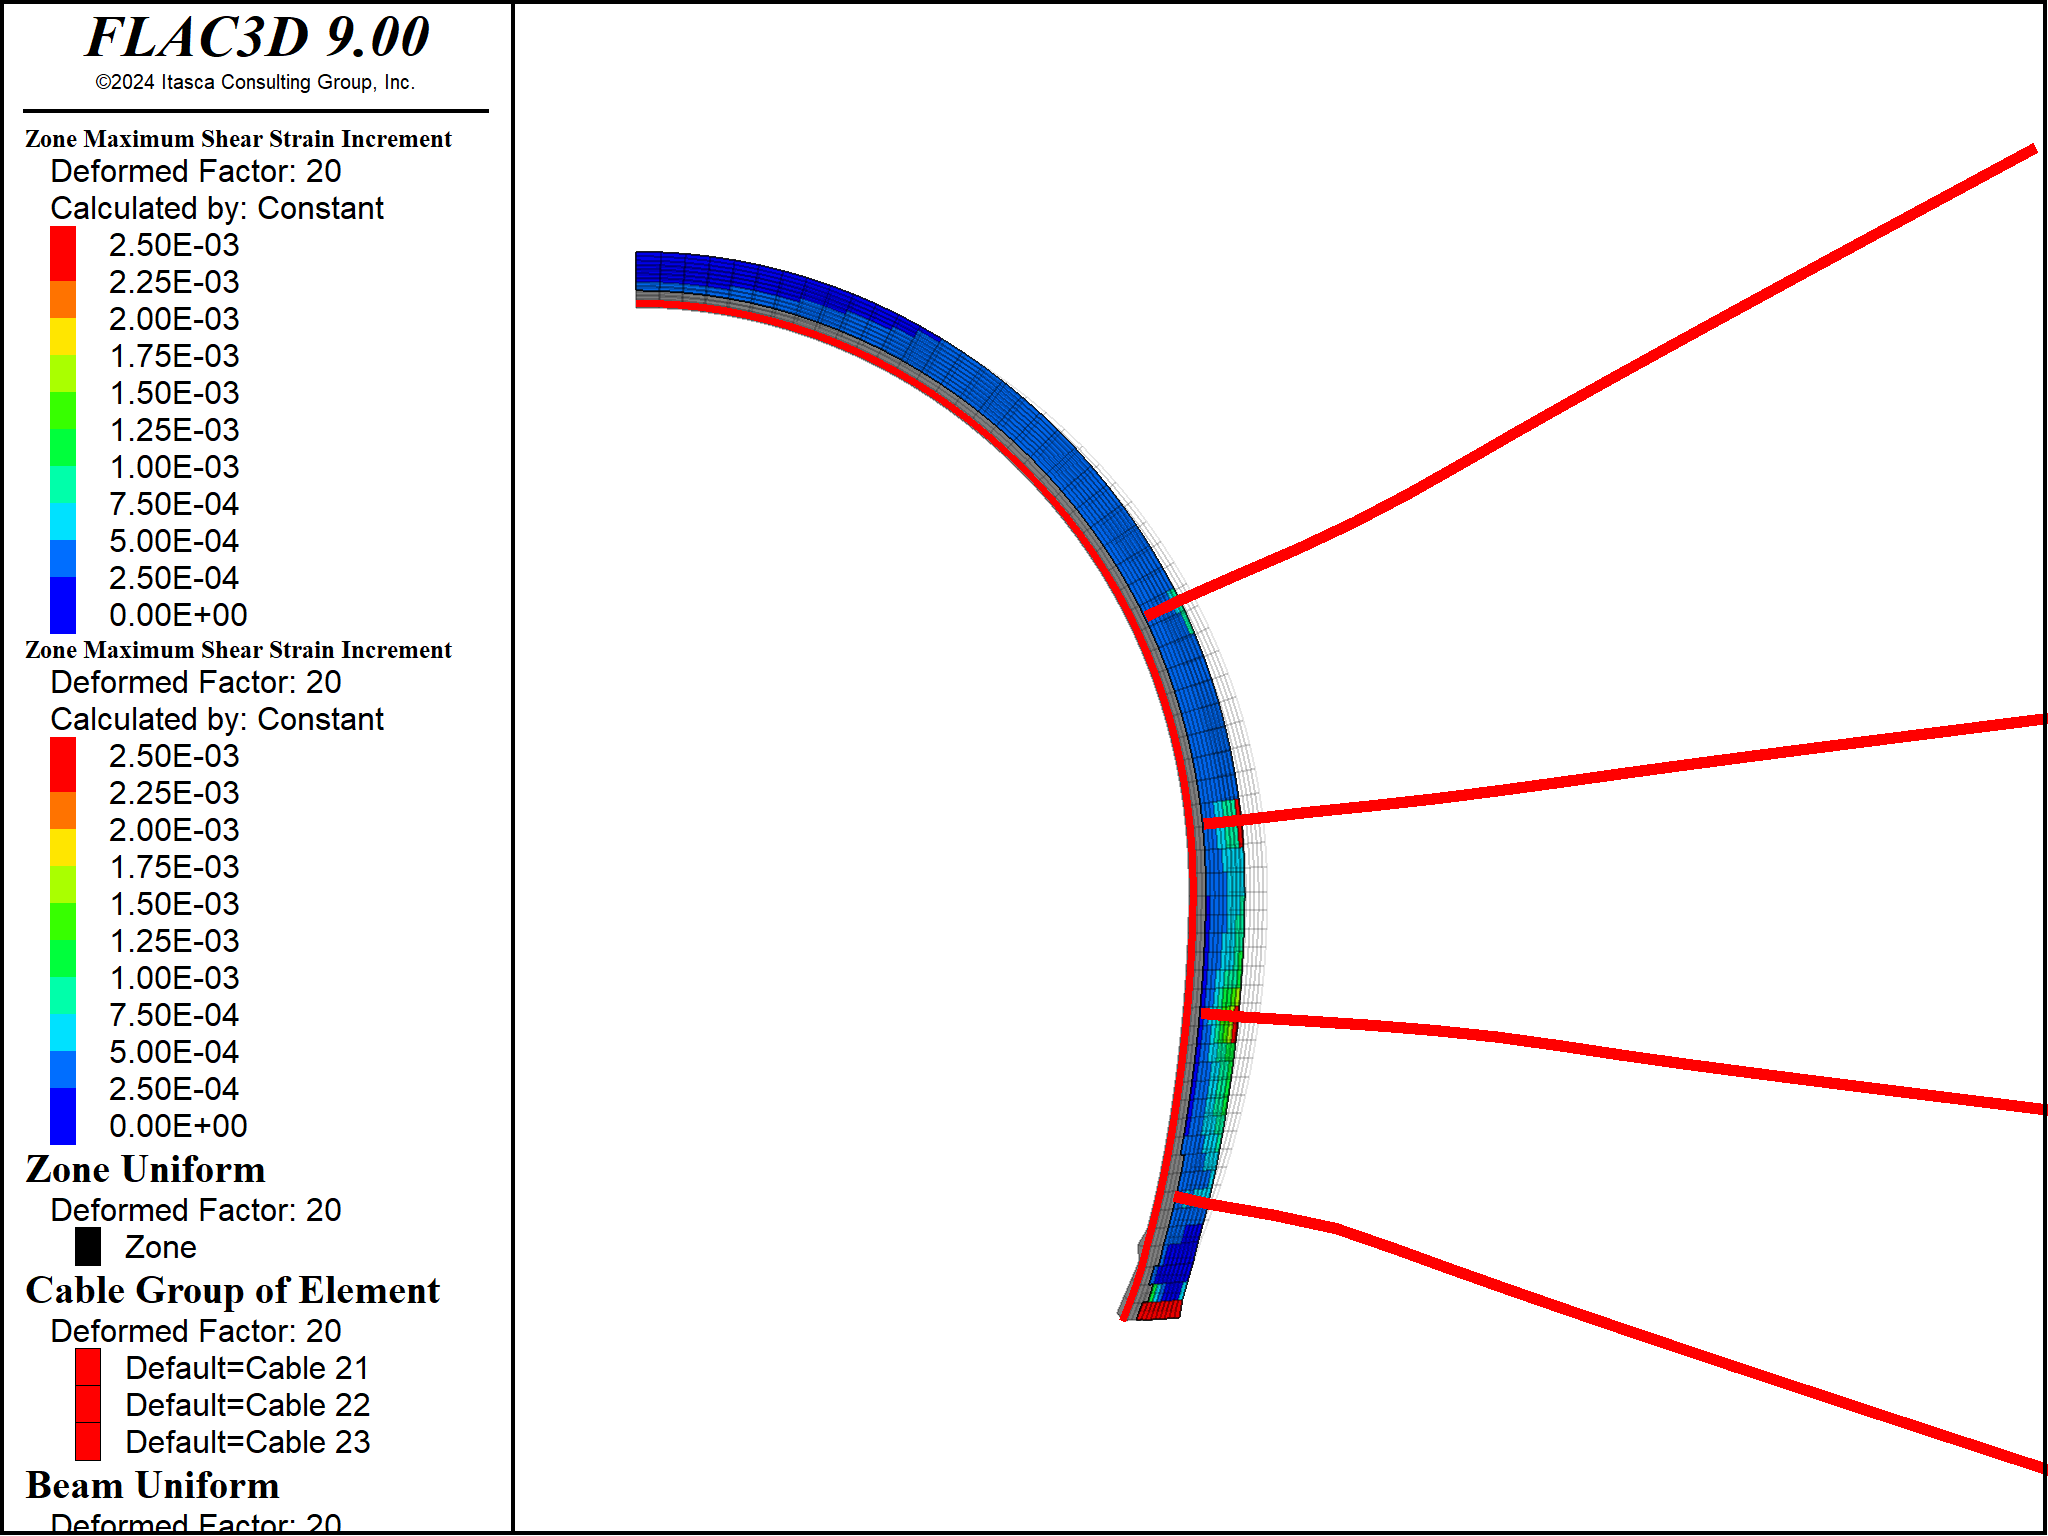 FLAC3D 9.00
©2024 Itasca Consulting Group, Inc.
Zone Maximum Shear Strain Increment
Deformed Factor: 20
Calculated by: Constant
2.50E-03
2.25E-03
2.00E-03
1.75E-03
1.50E-03
1.25E-03
1.00E-03
7.50E-04
5.00E-04
2.50E-04
0.00E+00
Zone Maximum Shear Strain Increment
Deformed Factor: 20
Calculated by: Constant
2.50E-03
2.25E-03
2.00E-03
1.75E-03
1.50E-03
1.25E-03
1.00E-03
7.50E-04
5.00E-04
2.50E-04
0.00E+00
Zone Uniform
Deformed Factor: 20
Zone
Cable Group of Element
Deformed Factor: 20
Default=Cable 21
Default=Cable 22
Default=Cable 23
Beam Uniform
Deformed Factor: 20